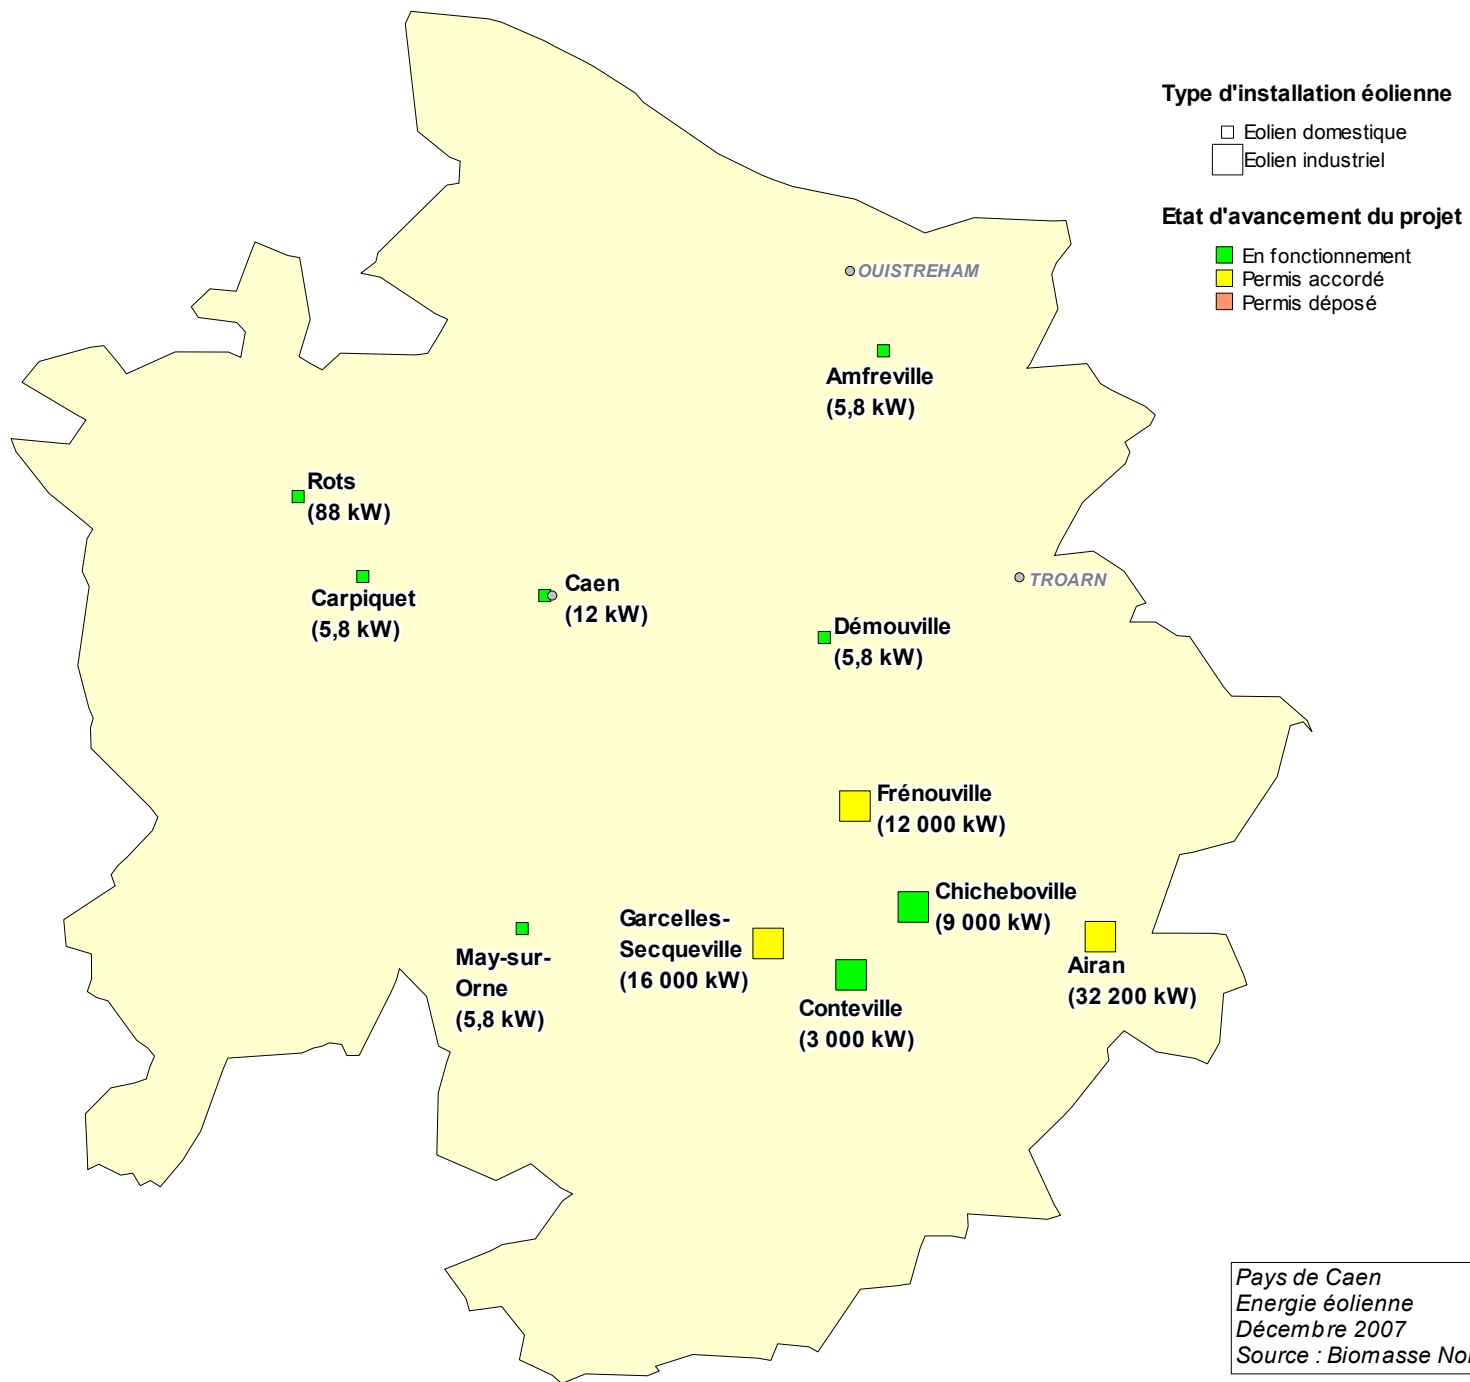 Type d'installation éolienne
Eolien domestique
Eolien industriel
Etat d'avancement du projet
En fonctionnement
Permis accordé
Permis déposé
OUISTREHAM
Amfreville
(5,8 kW)
Rots
(88 kW)
Carpiquet
(5,8 kW)
Caen
(12 kW)
TROARN
Démouville
(5,8 kW)
Frénouville
(12 000 kW)
Chicheboville
(9 000 kW)
Garcelles-
Secqueville
(16 000 kW)
May-sur-
Orne
(5,8 kW)
Conteville
(3 000 kW)
Airan
(32 200 kW)
Pays de Caen
Energie éolienne
Décembre 2007
Source : Biomasse